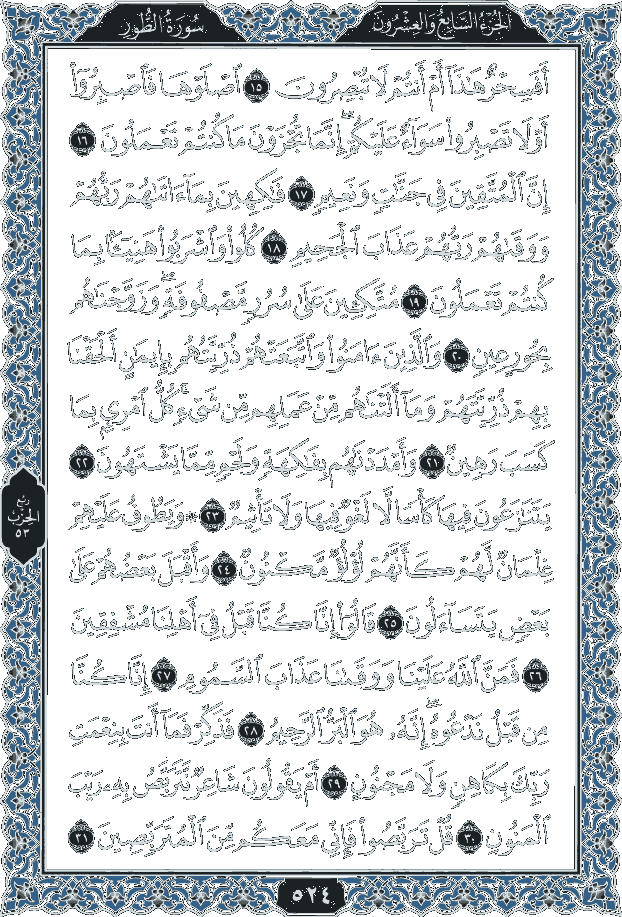 الجزء السابع والعشرون
سورة الطور
أَفَسِحْرٌ هَٰذَآ أَمْ أَنتُمْ لَا تُبْصِرُونَ ١٥ ٱصْلَوْهَا فَٱصْبِرُوٓا۟
أَوْ لَا تَصْبِرُوا۟ سَوَآءٌ عَلَيْكُمْ ۖ إِنَّمَا تُجْزَوْنَ مَا كُنتُمْ تَعْمَلُونَ ١٦
إِنَّ ٱلْمُتَّقِينَ فِى جَنَّٰتٍ وَنَعِيمٍ ١٧ فَٰكِهِينَ بِمَآ ءَاتَىٰهُمْ رَبُّهُمْ
وَوَقَىٰهُمْ رَبُّهُمْ عَذَابَ ٱلْجَحِيمِ ١٨ كُلُوا۟ وَٱشْرَبُوا۟ هَنِيٓـًٔۢا بِمَا
كُنتُمْ تَعْمَلُونَ ١٩ مُتَّكِـِٔينَ عَلَىٰ سُرُرٍ مَّصْفُوفَةٍ ۖ وَزَوَّجْنَٰهُم
بِحُورٍ عِينٍ ٢٠ وَٱلَّذِينَ ءَامَنُوا۟ وَٱتَّبَعَتْهُمْ ذُرِّيَّتُهُم بِإِيمَٰنٍ أَلْحَقْنَا
بِهِمْ ذُرِّيَّتَهُمْ وَمَآ أَلَتْنَٰهُم مِّنْ عَمَلِهِم مِّن شَىْءٍ ۚ كُلُّ ٱمْرِئٍۭ بِمَا
كَسَبَ رَهِينٌ ٢١ وَأَمْدَدْنَٰهُم بِفَٰكِهَةٍ وَلَحْمٍ مِّمَّا يَشْتَهُونَ ٢٢
يَتَنَٰزَعُونَ فِيهَا كَأْسًا لَّا لَغْوٌ فِيهَا وَلَا تَأْثِيمٌ ٢٣ ۞ وَيَطُوفُ عَلَيْهِمْ
غِلْمَانٌ لَّهُمْ كَأَنَّهُمْ لُؤْلُؤٌ مَّكْنُونٌ ٢٤ وَأَقْبَلَ بَعْضُهُمْ عَلَىٰ
بَعْضٍ يَتَسَآءَلُونَ ٢٥ قَالُوٓا۟ إِنَّا كُنَّا قَبْلُ فِىٓ أَهْلِنَا مُشْفِقِينَ
٢٦ فَمَنَّ ٱللَّهُ عَلَيْنَا وَوَقَىٰنَا عَذَابَ ٱلسَّمُومِ ٢٧ إِنَّا كُنَّا
مِن قَبْلُ نَدْعُوهُ ۖ إِنَّهُۥ هُوَ ٱلْبَرُّ ٱلرَّحِيمُ ٢٨ فَذَكِّرْ فَمَآ أَنتَ بِنِعْمَتِ
رَبِّكَ بِكَاهِنٍ وَلَا مَجْنُونٍ ٢٩ أَمْ يَقُولُونَ شَاعِرٌ نَّتَرَبَّصُ بِهِۦ رَيْبَ
ٱلْمَنُونِ ٣٠ قُلْ تَرَبَّصُوا۟ فَإِنِّى مَعَكُم مِّنَ ٱلْمُتَرَبِّصِينَ ٣١
ربع
الحزب
٥٣
٥٢٤